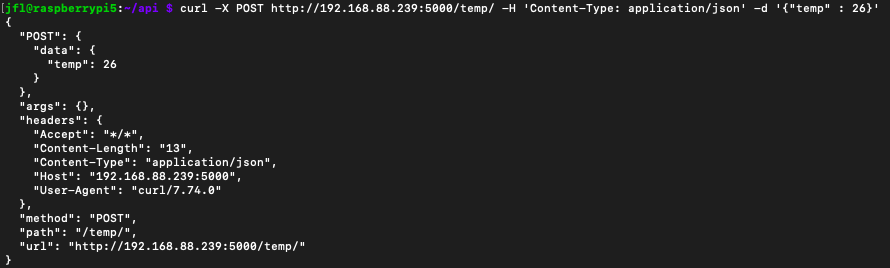 [jfl@raspberrypi5:~/api $ curl -X POST http://192.168.88.239:5000/temp/ -H 'Content-Type: application/json' -d '{"temp" : 26}'
{
  "POST": {
    "data": {
      "temp": 26
    }
  },
  "args": {},
  "headers": {
    "Accept": "*/*",
    "Content-Length": "13",
    "Content-Type": "application/json",
    "Host": "192.168.88.239:5000",
    "User-Agent": "curl/7.74.0"
  },
  "method": "POST",
  "path": "/temp/",
  "url": "http://192.168.88.239:5000/temp/"
}